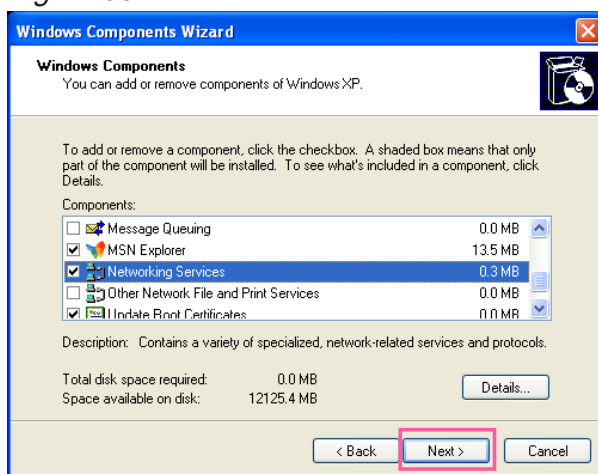 Windows Components Wizard
Windows Components
You can add or remove components of Windows XP.
To add or remove a component, click the checkbox. A shaded box means that only
part of the component will be installed. To see what's included in a component, click
Details.
Components:
Message Queuing 0.0 MB
MSN Explorer 13.5 MB
Networking Services 0.3 MB
Other Network File and Print Services 0.0 MB
Update Root Certificates 0.0 MB
Description: Contains a variety of specialized, network-related services and protocols.
Total disk space required: 0.0 MB
Space available on disk: 12125.4 MB
Details...
< Back Next > Cancel